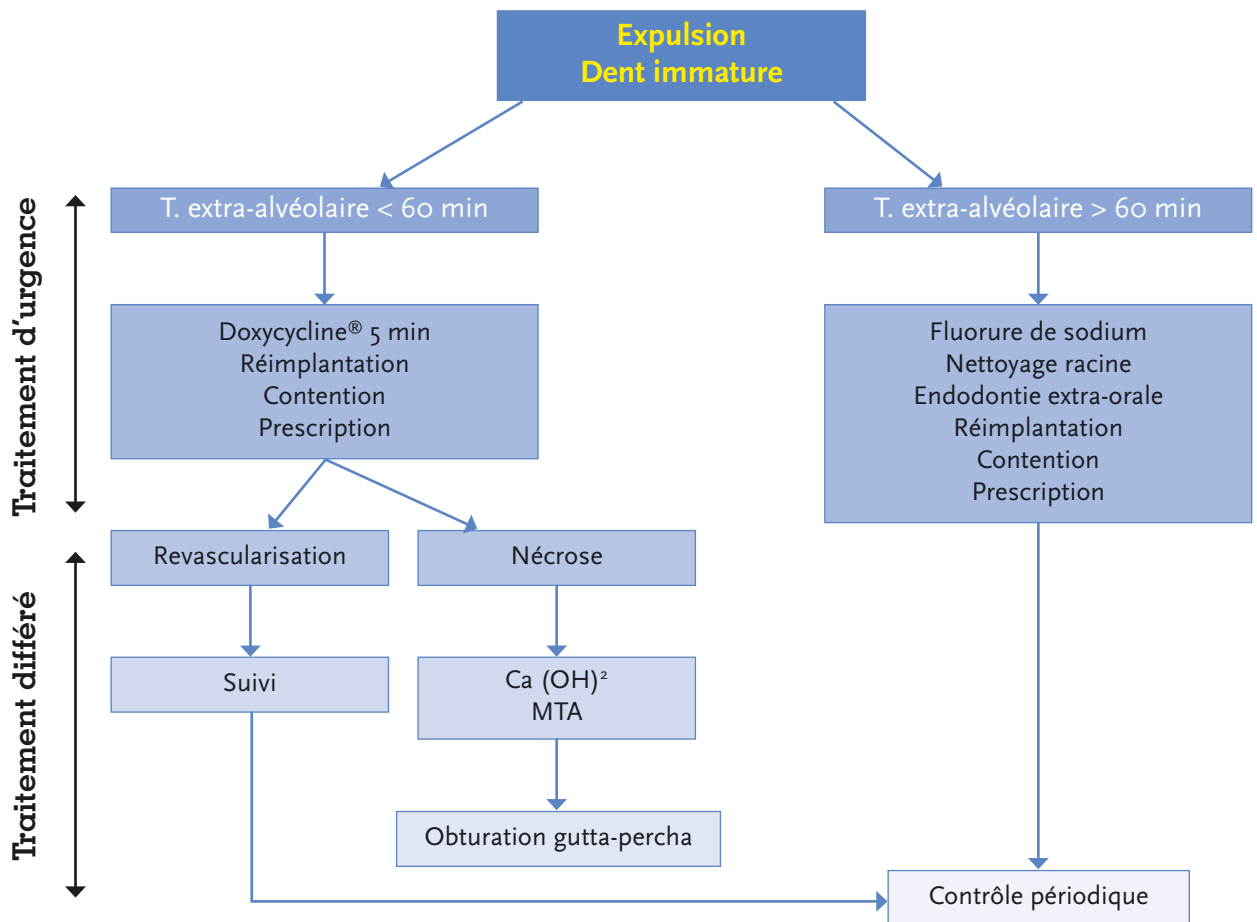 Expulsion
Dent immature
Traitement d'urgence
T. extra-alvéolaire < 60 min
T. extra-alvéolaire > 60 min
Doxycycline® 5 min
Réimplantation
Contention
Prescription
Fluorure de sodium
Nettoyage racine
Endodontie extra-orale
Réimplantation
Contention
Prescription
Traitement différé
Revascularisation
Nécrose
Suivi
Ca (OH)²
MTA
Obturation gutta-percha
Contrôle périodique